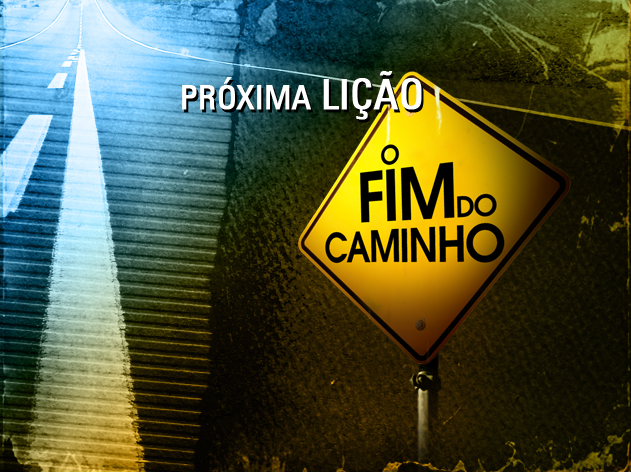 PRÓXIMA LIÇÃO
O
FIM DO
CAMINHO